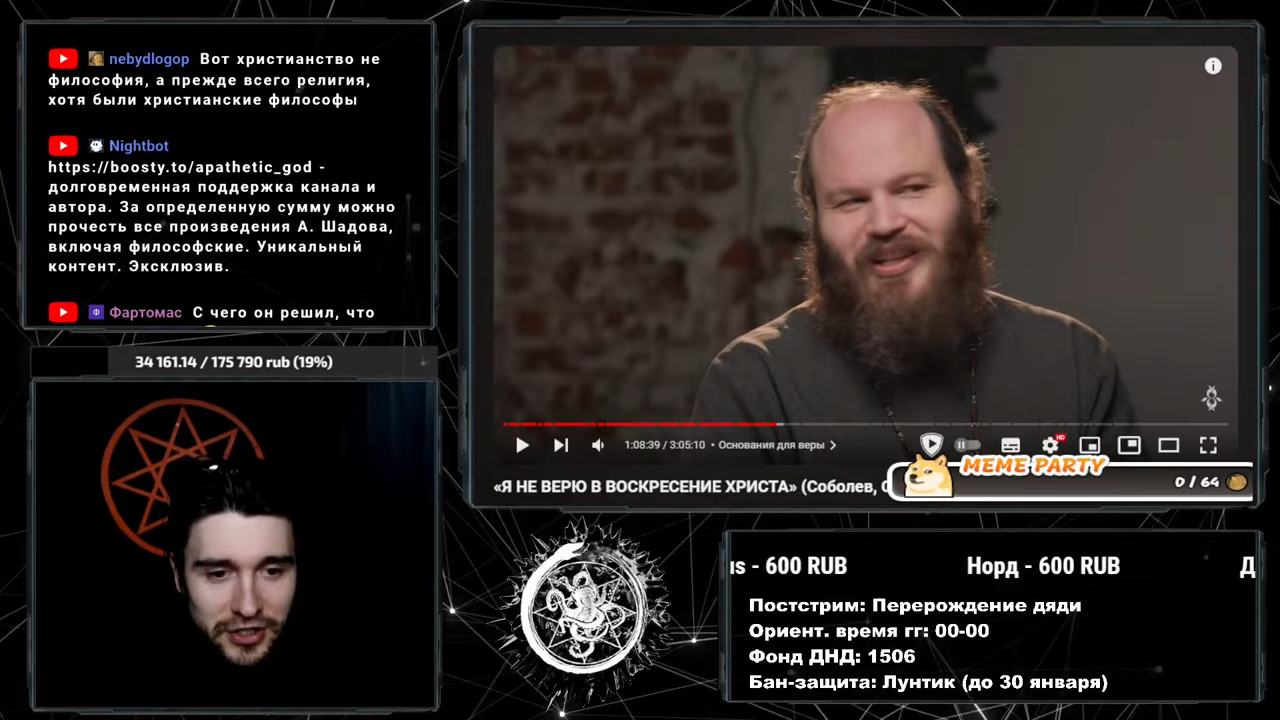 nebydlogop Вот христианство не
философия, а прежде всего религия,
хотя были христианские философы
Nightbot
https://boosty.to/apathetic_god -
долговременная поддержка канала и
автора. За определенную сумму можно
прочесть все произведения А. Шадова,
включая философские. Уникальный
контент. Эксклюзив.
Ф Фартомас С чего он решил, что
34 161.14 / 175 790 rub (19%)
i
1:08:39 / 3:05:10 • Основания для веры
HD
MEME PARTY
0 / 64
«Я НЕ ВЕРЮ В ВОСКРЕСЕНИЕ ХРИСТА» (Соболев,
us - 600 RUB Норд - 600 RUB Д
Постстрим: Перерождение дяди
Ориент. время гг: 00-00
Фонд ДНД: 1506
Бан-защита: Лунтик (до 30 января)